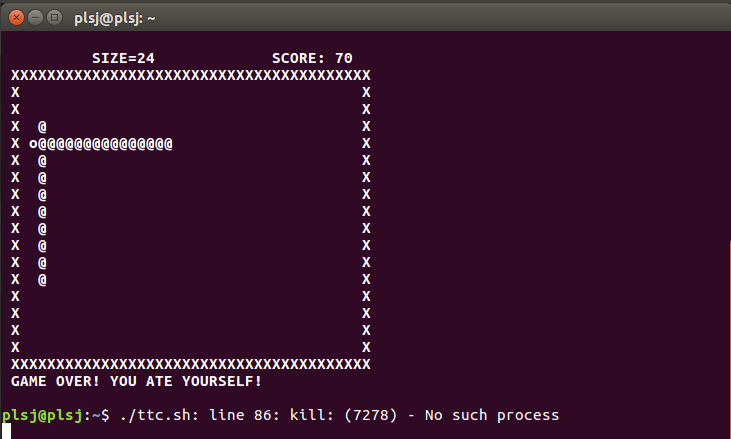 SIZE=24             SCORE: 70
plsj@plsj: ~
XXXXXXXXXXXXXXXXXXXXXXXXXXXXXXXXXXXXXXXX
X                                      X
X                                      X
X  @                                   X
X o@@@@@@@@@@@@@@@                     X
X  @                                   X
X  @                                   X
X  @                                   X
X  @                                   X
X  @                                   X
X  @                                   X
X  @                                   X
X  @                                   X
X                                      X
X                                      X
X                                      X
X                                      X
XXXXXXXXXXXXXXXXXXXXXXXXXXXXXXXXXXXXXXXX
GAME OVER! YOU ATE YOURSELF!
plsj@plsj:~$ ./ttc.sh: line 86: kill: (7278) - No such process